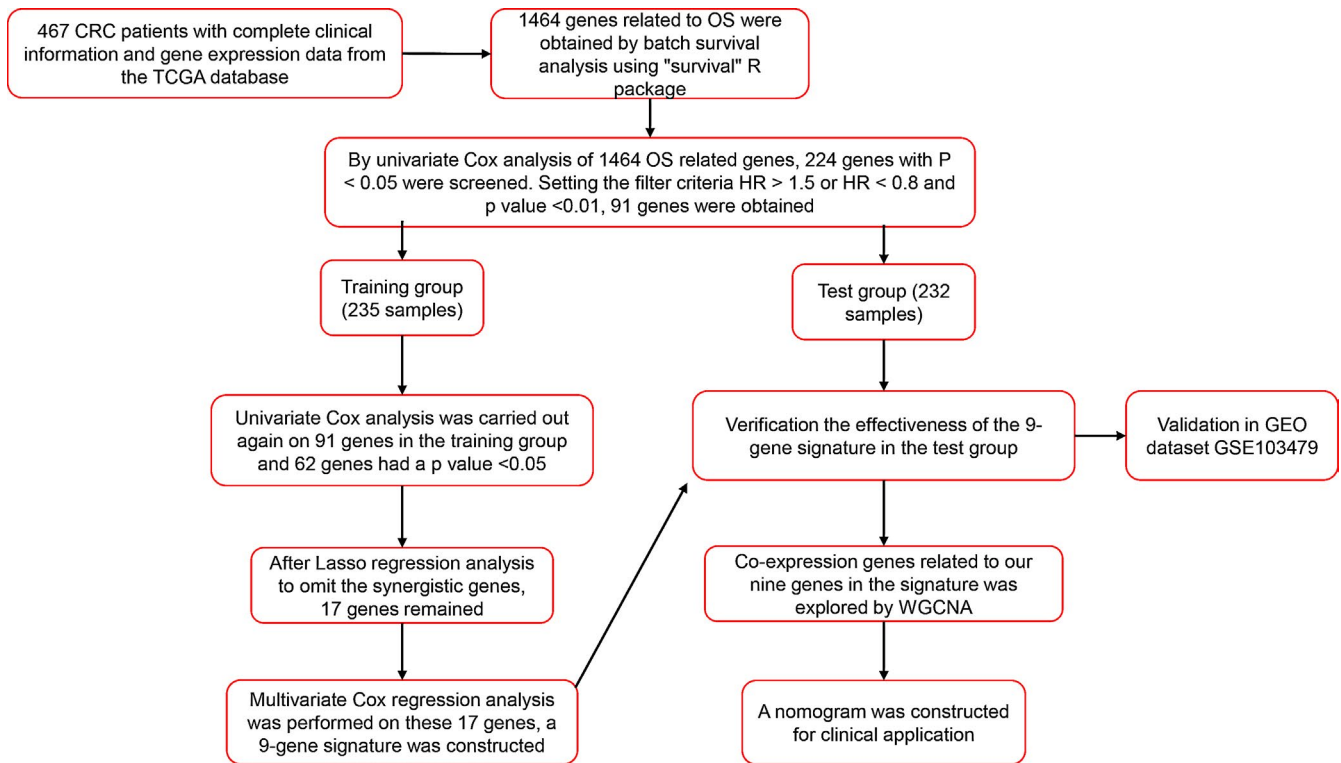 467 CRC patients with complete clinical
information and gene expression data from
the TCGA database
1464 genes related to OS were
obtained by batch survival
analysis using "survival" R
package
By univariate Cox analysis of 1464 OS related genes, 224 genes with P
< 0.05 were screened. Setting the filter criteria HR > 1.5 or HR < 0.8 and
p value <0.01, 91 genes were obtained
Training group
(235 samples)
Test group (232
samples)
Univariate Cox analysis was carried out
again on 91 genes in the training group
and 62 genes had a p value <0.05
Verification the effectiveness of the 9-
gene signature in the test group
Validation in GEO
dataset GSE103479
After Lasso regression analysis
to omit the synergistic genes,
17 genes remained
Co-expression genes related to our
nine genes in the signature was
explored by WGCNA
Multivariate Cox regression analysis
was performed on these 17 genes, a
9-gene signature was constructed
A nomogram was constructed
for clinical application